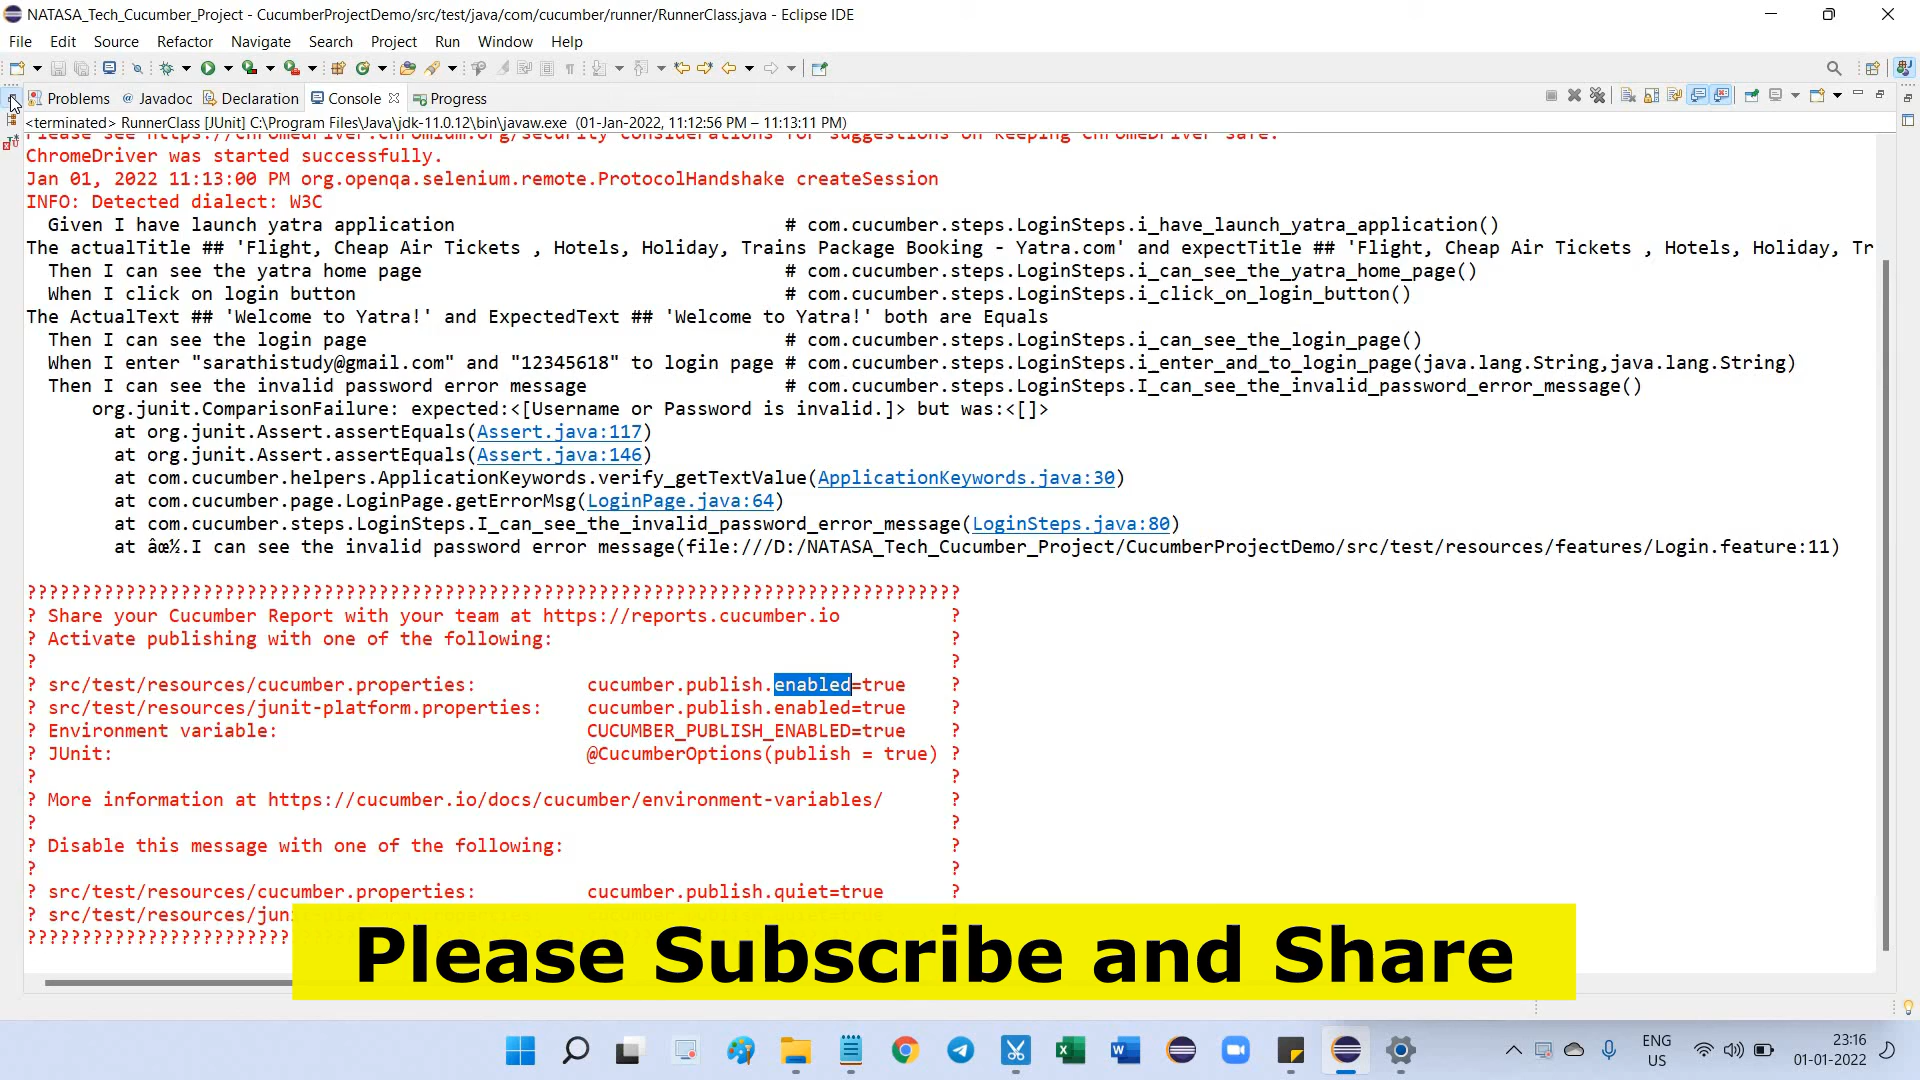 NATASA_Tech_Cucumber_Project - CucumberProjectDemo/src/test/java/com/cucumber/runner/RunnerClass.java - Eclipse IDE
File Edit Source Refactor Navigate Search Project Run Window Help
Problems Javadoc Declaration Console Progress
<terminated> RunnerClass [JUnit] C:\Program Files\Java\jdk-11.0.12\bin\javaw.exe (01-Jan-2022, 11:12:56 PM – 11:13:11 PM)
Please see https://chromedriver.chromium.org/security-considerations for suggestions on keeping ChromeDriver safe.
ChromeDriver was started successfully.
Jan 01, 2022 11:13:00 PM org.openqa.selenium.remote.ProtocolHandshake createSession
INFO: Detected dialect: W3C
Given I have launch yatra application # com.cucumber.steps.LoginSteps.i_have_launch_yatra_application()
The actualTitle ## 'Flight, Cheap Air Tickets , Hotels, Holiday, Trains Package Booking - Yatra.com' and expectTitle ## 'Flight, Cheap Air Tickets , Hotels, Holiday, Tr
Then I can see the yatra home page # com.cucumber.steps.LoginSteps.i_can_see_the_yatra_home_page()
When I click on login button # com.cucumber.steps.LoginSteps.i_click_on_login_button()
The ActualText ## 'Welcome to Yatra!' and ExpectedText ## 'Welcome to Yatra!' both are Equals
Then I can see the login page # com.cucumber.steps.LoginSteps.i_can_see_the_login_page()
When I enter "sarathistudy@gmail.com" and "12345618" to login page # com.cucumber.steps.LoginSteps.i_enter_and_to_login_page(java.lang.String,java.lang.String)
Then I can see the invalid password error message # com.cucumber.steps.LoginSteps.I_can_see_the_invalid_password_error_message()
org.junit.ComparisonFailure: expected:<[Username or Password is invalid.]> but was:<[]>
at org.junit.Assert.assertEquals(Assert.java:117)
at org.junit.Assert.assertEquals(Assert.java:146)
at com.cucumber.helpers.ApplicationKeywords.verify_getTextValue(ApplicationKeywords.java:30)
at com.cucumber.page.LoginPage.getErrorMsg(LoginPage.java:64)
at com.cucumber.steps.LoginSteps.I_can_see_the_invalid_password_error_message(LoginSteps.java:80)
at âœ½.I can see the invalid password error message(file:///D:/NATASA_Tech_Cucumber_Project/CucumberProjectDemo/src/test/resources/features/Login.feature:11)
?????????????????????????????????????????????????????????????????????????????????????
? Share your Cucumber Report with your team at https://reports.cucumber.io ?
? Activate publishing with one of the following: ?
? ?
? src/test/resources/cucumber.properties: cucumber.publish.enabled=true ?
? src/test/resources/junit-platform.properties: cucumber.publish.enabled=true ?
? Environment variable: CUCUMBER_PUBLISH_ENABLED=true ?
? JUnit: @CucumberOptions(publish = true) ?
? ?
? More information at https://cucumber.io/docs/cucumber/environment-variables/ ?
? ?
? Disable this message with one of the following: ?
? ?
? src/test/resources/cucumber.properties: cucumber.publish.quiet=true ?
? src/test/resources/jun
????????????????????????
Please Subscribe and Share
ENG
US
23:16
01-01-2022